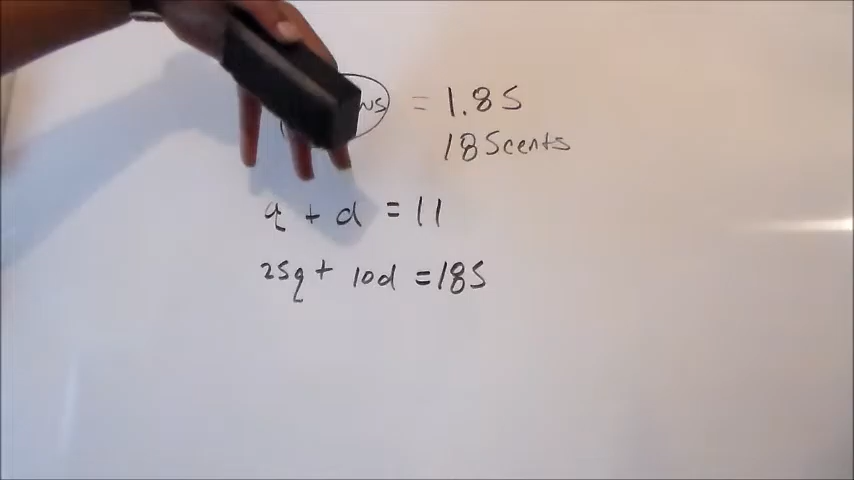 = 1.85
185cents
q + d = 11
25q + 10d = 185